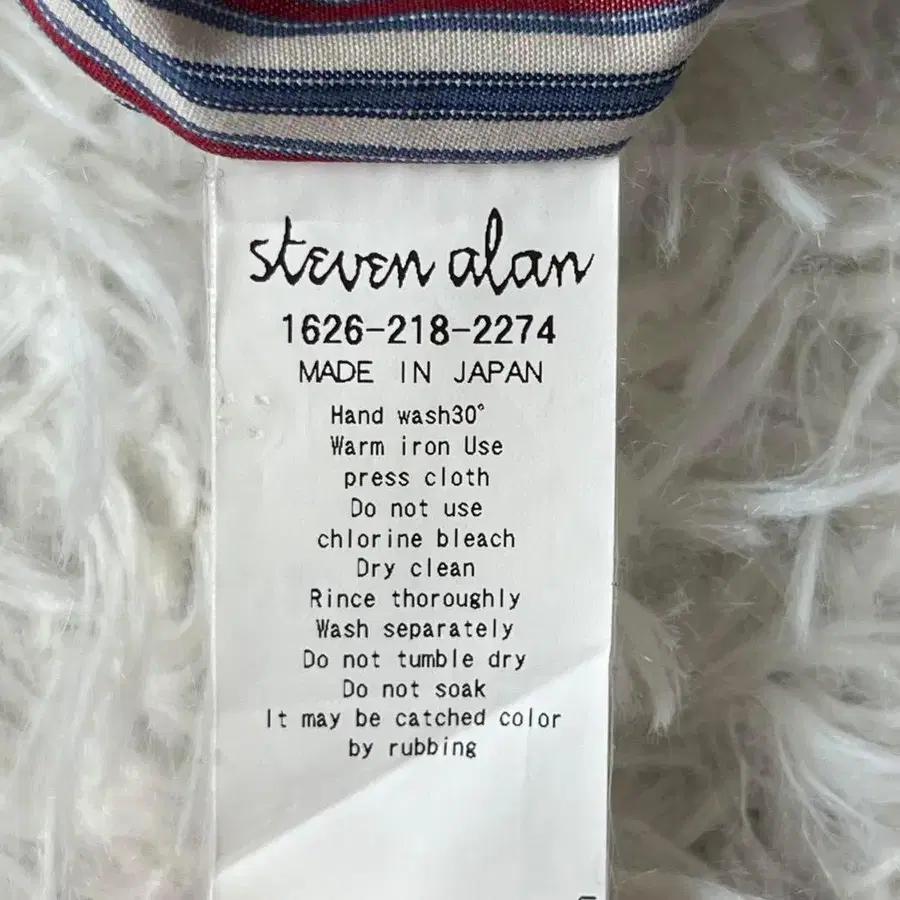 steven alan
1626-218-2274
MADE IN JAPAN
Hand wash30°
Warm iron Use
press cloth
Do not use
chlorine bleach
Dry clean
Rince thoroughly
Wash separately
Do not tumble dry
Do not soak
It may be catched color
by rubbing